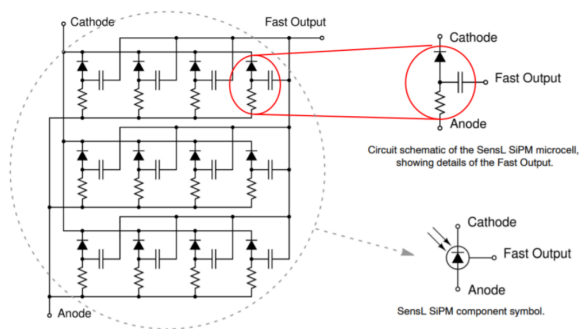 Cathode
Fast Output
Cathode
Fast Output
Anode
Circuit schematic of the SensL SiPM microcell,
showing details of the Fast Output.
Cathode
Fast Output
Anode
SensL SiPM component symbol.
Anode